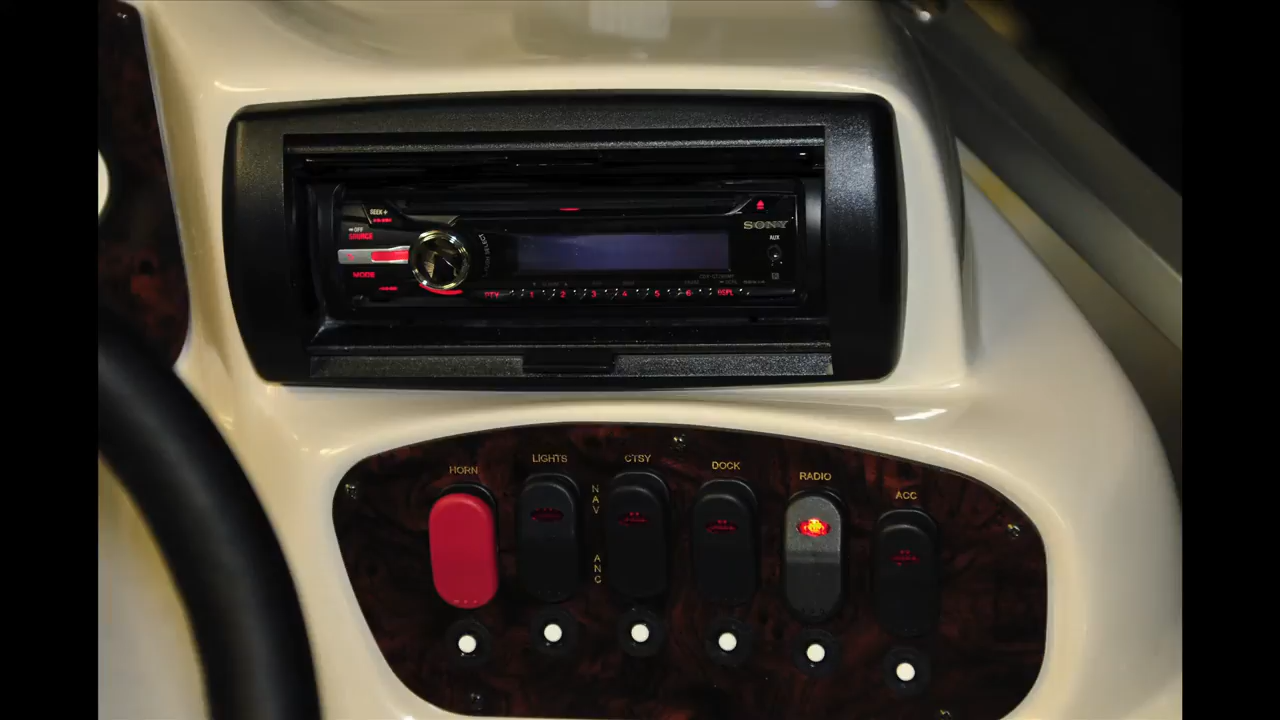 SEEK +
OFF
SOURCE
SONY
AUX
MODE
PTY 1 2 3 4 5 6
HORN
LIGHTS
CTSY
DOCK
RADIO
ACC
NAV
ANC